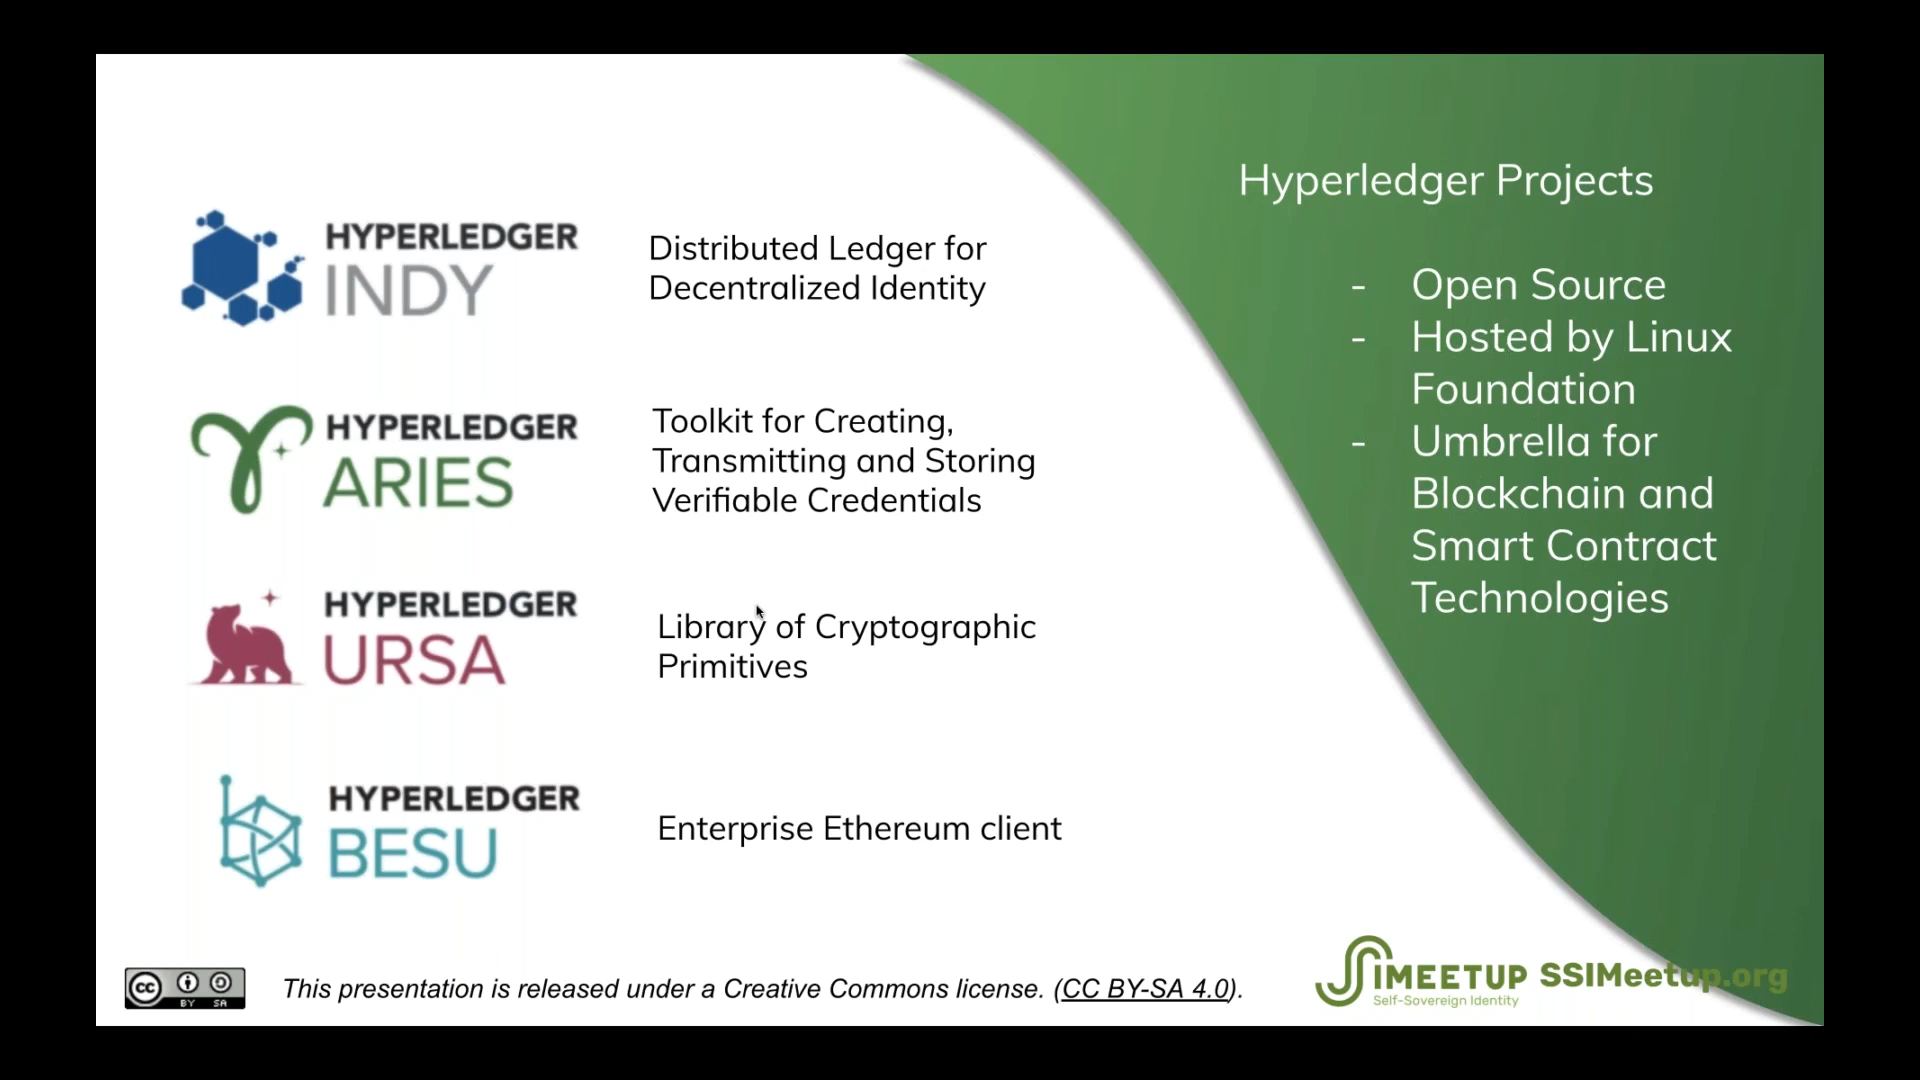 HYPERLEDGER
INDY
Distributed Ledger for
Decentralized Identity
HYPERLEDGER
ARIES
Toolkit for Creating,
Transmitting and Storing
Verifiable Credentials
HYPERLEDGER
URSA
Library of Cryptographic
Primitives
HYPERLEDGER
BESU
Enterprise Ethereum client
Hyperledger Projects
- Open Source
- Hosted by Linux
Foundation
- Umbrella for
Blockchain and
Smart Contract
Technologies
cc BY SA
This presentation is released under a Creative Commons license. (CC BY-SA 4.0).
SSIMEETUP
Self-Sovereign Identity
SSIMeetup.org